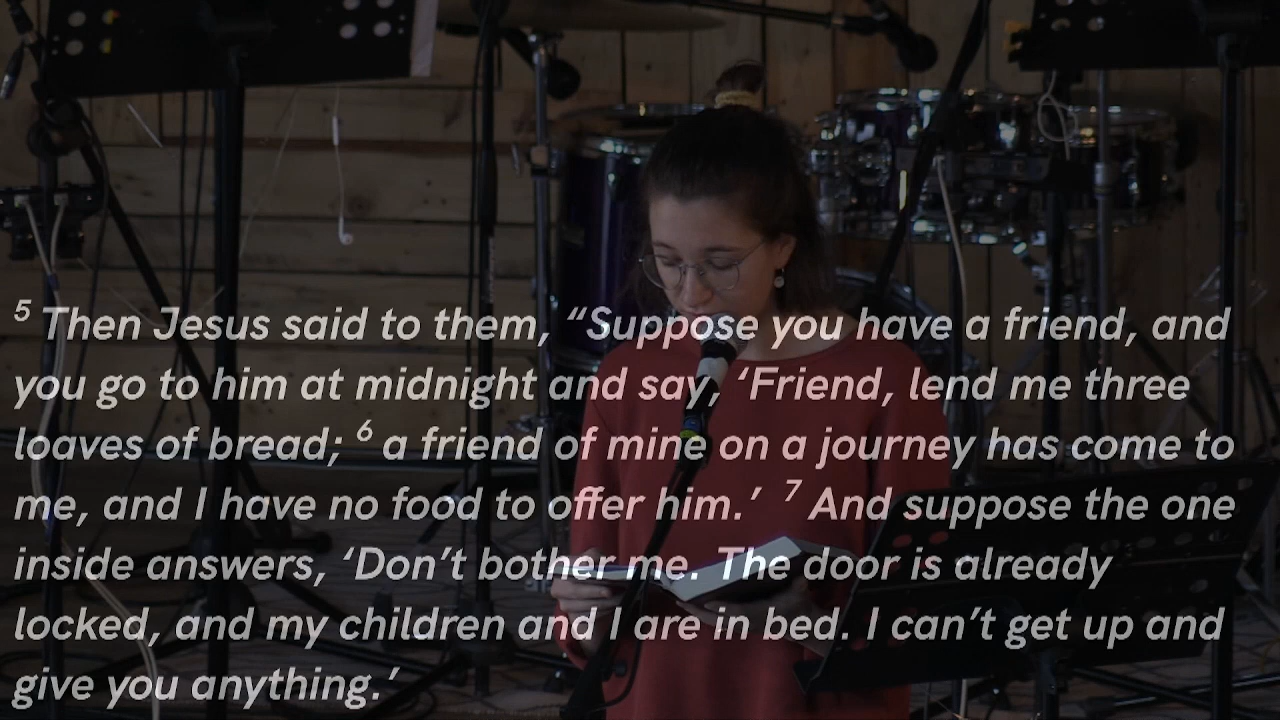 ⁵ Then Jesus said to them, “Suppose you have a friend, and
you go to him at midnight and say, ‘Friend, lend me three
loaves of bread; ⁶ a friend of mine on a journey has come to
me, and I have no food to offer him.’ ⁷ And suppose the one
inside answers, ‘Don’t bother me. The door is already
locked, and my children and I are in bed. I can’t get up and
give you anything.’